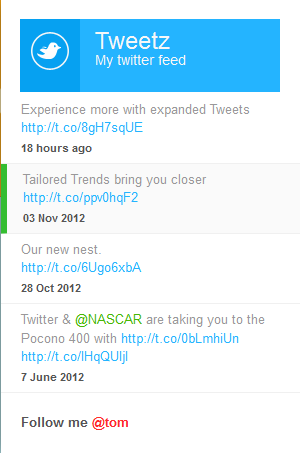 Tweetz
My twitter feed
Experience more with expanded Tweets
http://t.co/8gH7sqUE
18 hours ago
Tailored Trends bring you closer
http://t.co/ppv0hqF2
03 Nov 2012
Our new nest.
http://t.co/6Ugo6xbA
28 Oct 2012
Twitter & @NASCAR are taking you to the
Pocono 400 with http://t.co/0bLmhiUn
http://t.co/lHqQUljl
7 June 2012
Follow me @tom